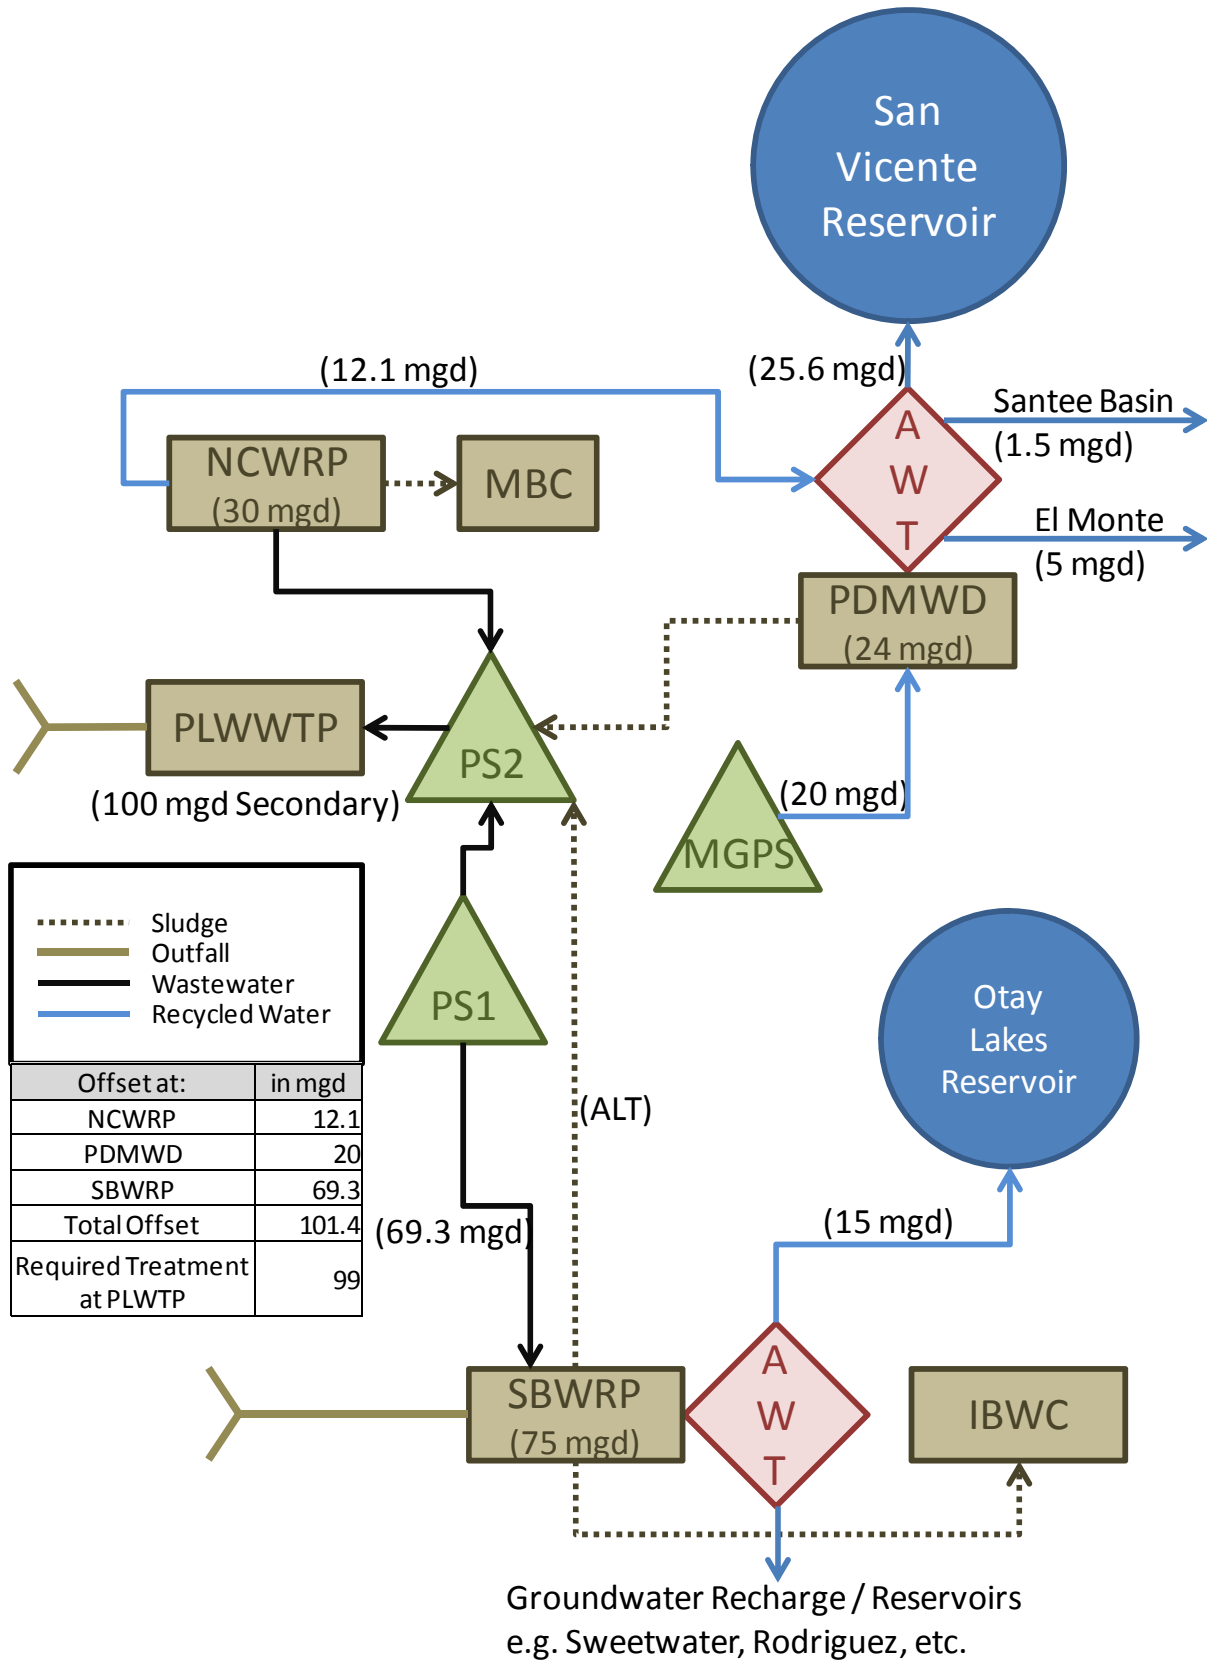 San
Vicente
Reservoir
(12.1 mgd)
(25.6 mgd)
Santee Basin
(1.5 mgd)
A
W
T
NCWRP
(30 mgd)
MBC
El Monte
(5 mgd)
PDMWD
(24 mgd)
PLWWTP
(100 mgd Secondary)
PS2
(20 mgd)
MGPS
Sludge
Outfall
Wastewater
Recycled Water
PS1
Otay
Lakes
Reservoir
Offset at: in mgd
NCWRP 12.1
PDMWD 20
SBWRP 69.3
Total Offset 101.4
Required Treatment
at PLWTP 99
(ALT)
(69.3 mgd)
(15 mgd)
SBWRP
(75 mgd)
A
W
T
IBWC
Groundwater Recharge / Reservoirs
e.g. Sweetwater, Rodriguez, etc.